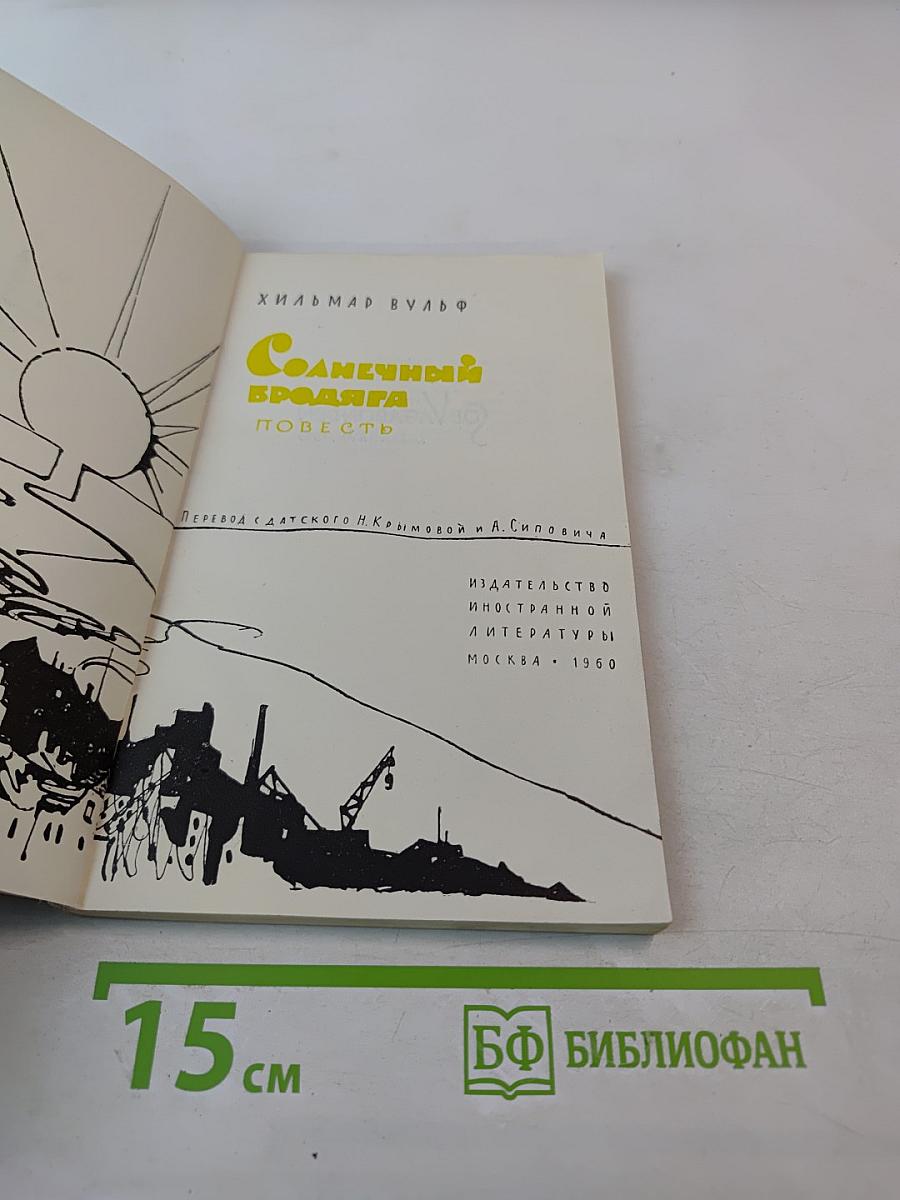 ХИЛЬМАР ВУЛЬФ
СОЛНЕЧНЫЙ
БРОДЯГА
ПОВЕСТЬ
ПЕРЕВОД С ДАТСКОГО Н. КРЫМОВОЙ И А. СИПОВИЧА
ИЗДАТЕЛЬСТВО
ИНОСТРАННОЙ
ЛИТЕРАТУРЫ
МОСКВА • 1960
15 СМ
БФ БИБЛИОФАН